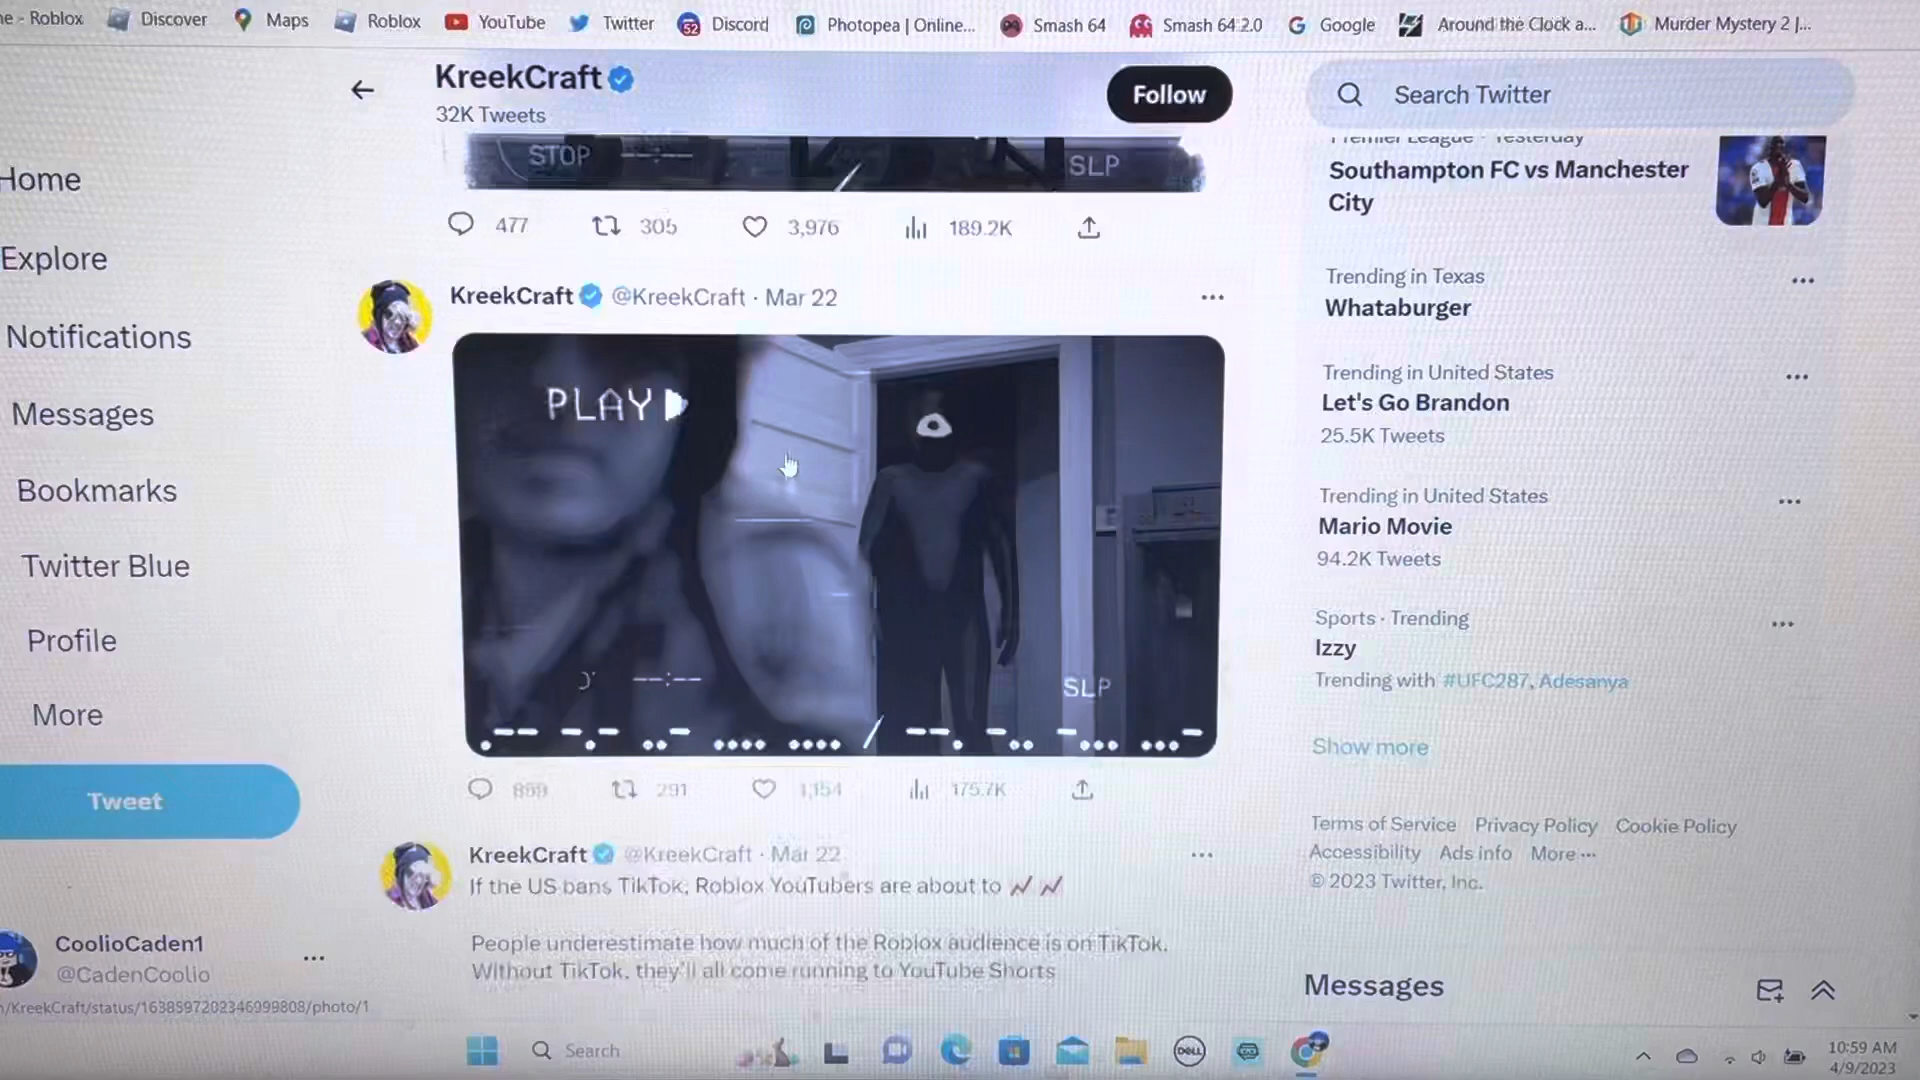 ne - Roblox Discover Maps Roblox YouTube Twitter 52 Discord Photopea | Online... Smash 64 Smash 64 2.0 Google Around the Clock a... Murder Mystery 2 |...
KreekCraft
32K Tweets
Follow
Search Twitter
STOP --:-- SLP
477 305 3,976 189.2K
Home
Explore
Notifications
Messages
Bookmarks
Twitter Blue
Profile
More
Tweet
KreekCraft @KreekCraft · Mar 22
PLAY
--:--
SLP
859 291 1,154 175.7K
KreekCraft @KreekCraft · Mar 22
If the US bans TikTok, Roblox YouTubers are about to
People underestimate how much of the Roblox audience is on TikTok.
Without TikTok, they'll all come running to YouTube Shorts
Premier League · Yesterday
Southampton FC vs Manchester
City
Trending in Texas
Whataburger
Trending in United States
Let's Go Brandon
25.5K Tweets
Trending in United States
Mario Movie
94.2K Tweets
Sports · Trending
Izzy
Trending with #UFC287, Adesanya
Show more
Terms of Service Privacy Policy Cookie Policy
Accessibility Ads info More ...
© 2023 Twitter, Inc.
Messages
CoolioCaden1
@CadenCoolio
/KreekCraft/status/1638597202346999808/photo/1
Search
DELL
10:59 AM
4/9/2023